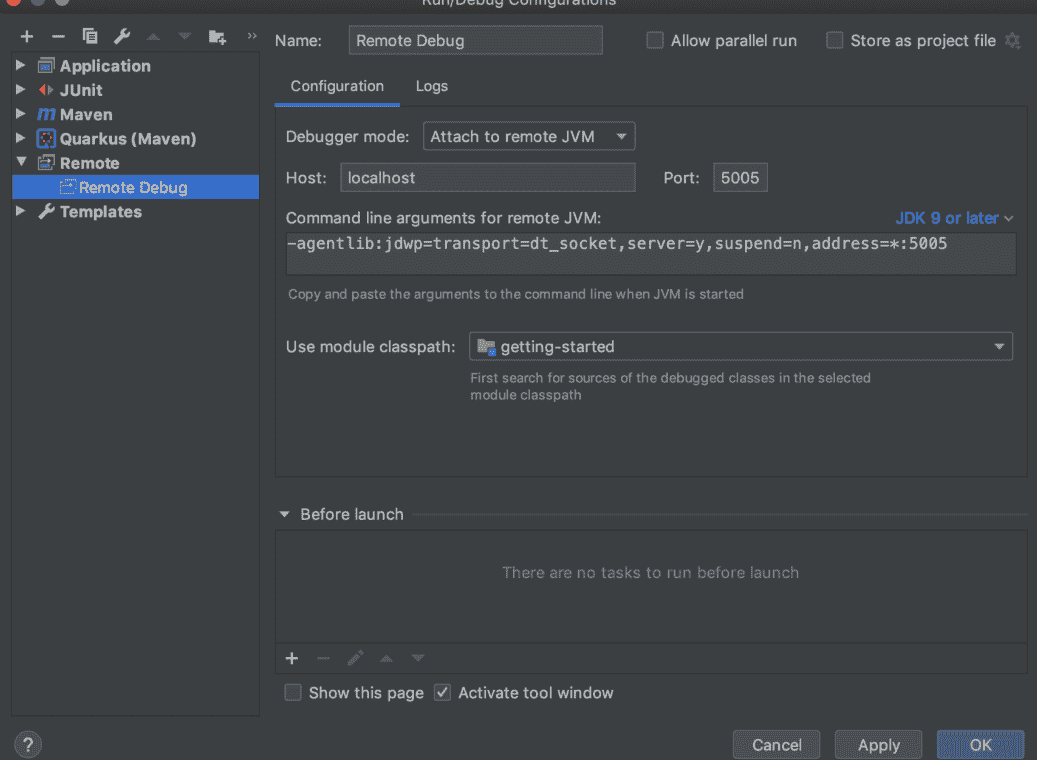 Run/Debug Configurations
Name: Remote Debug Allow parallel run Store as project file
Application
JUnit
Maven
Quarkus (Maven)
Remote
Remote Debug
Templates
Configuration Logs
Debugger mode: Attach to remote JVM
Host: localhost Port: 5005
Command line arguments for remote JVM: JDK 9 or later
-agentlib:jdwp=transport=dt_socket,server=y,suspend=n,address=*:5005
Copy and paste the arguments to the command line when JVM is started
Use module classpath: getting-started
First search for sources of the debugged classes in the selected
module classpath
Before launch
There are no tasks to run before launch
Show this page Activate tool window
? Cancel Apply OK